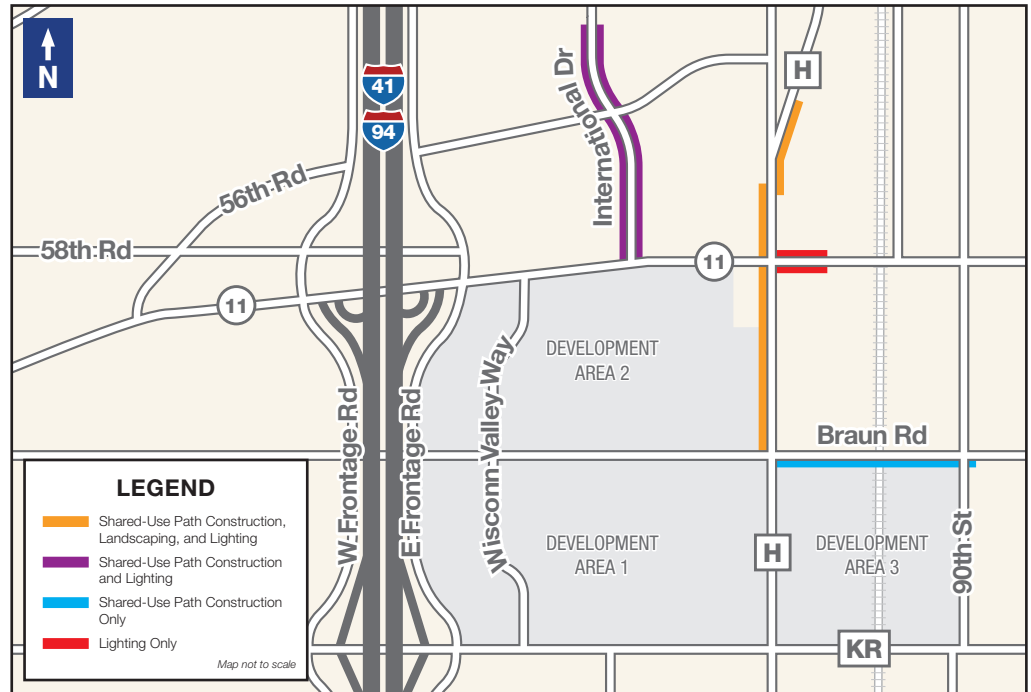 N
41
94
International Dr
H
56th Rd
58th Rd
11
11
DEVELOPMENT
AREA 2
Wisconn Valley Way
W Frontage Rd
E Frontage Rd
Braun Rd
LEGEND
Shared-Use Path Construction,
Landscaping, and Lighting
Shared-Use Path Construction
and Lighting
Shared-Use Path Construction
Only
Lighting Only
Map not to scale
DEVELOPMENT
AREA 1
H
DEVELOPMENT
AREA 3
90th St
KR